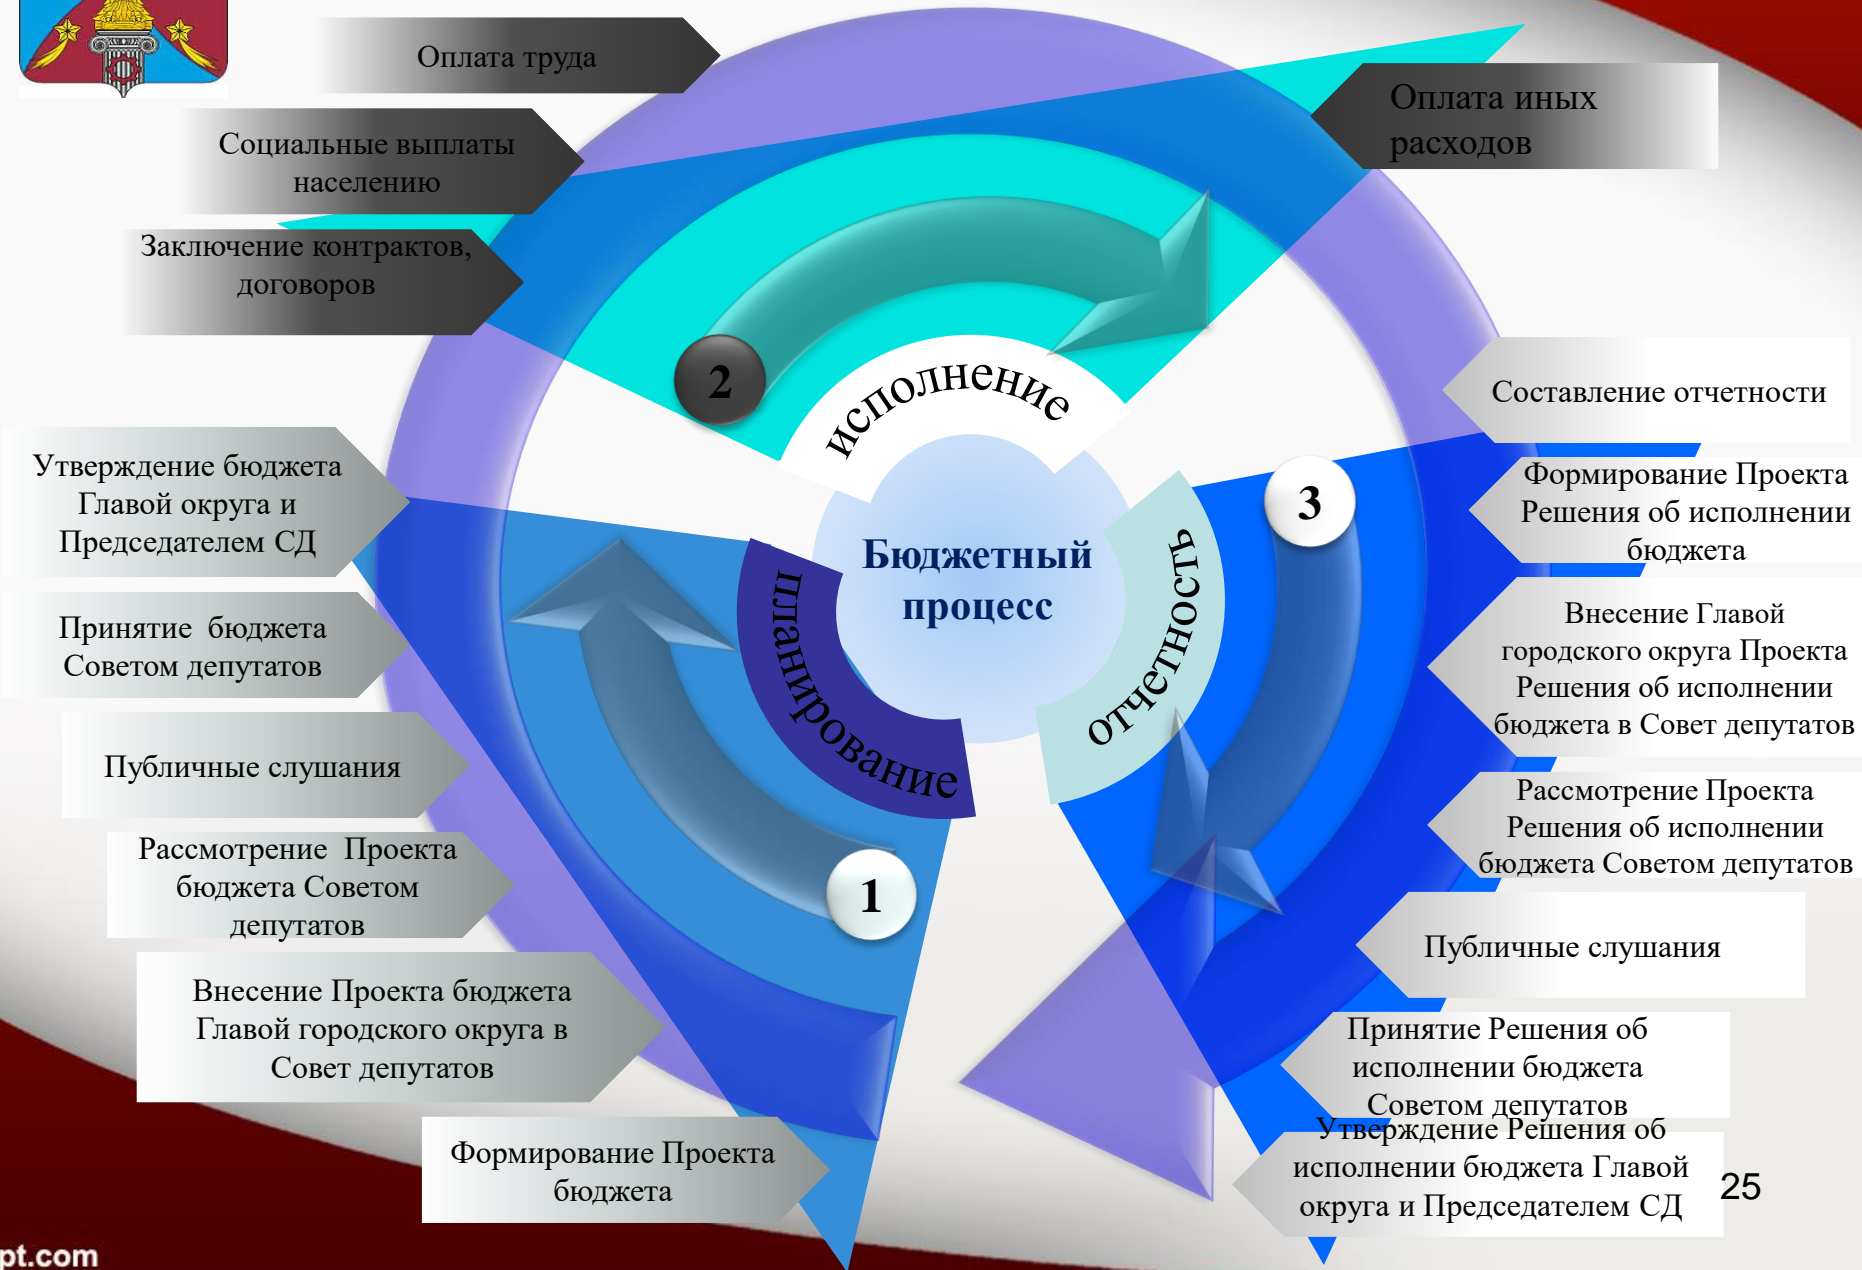 Оплата труда
Социальные выплаты
населению
Заключение контрактов,
договоров
Оплата иных
расходов
2
исполнение
Утверждение бюджета
Главой округа и
Председателем СД
Принятие бюджета
Советом депутатов
Публичные слушания
Рассмотрение Проекта
бюджета Советом
депутатов
Внесение Проекта бюджета
Главой городского округа в
Совет депутатов
Формирование Проекта
бюджета
1
планирование
Бюджетный
процесс
отчетность
3
Составление отчетности
Формирование Проекта
Решения об исполнении
бюджета
Внесение Главой
городского округа Проекта
Решения об исполнении
бюджета в Совет депутатов
Рассмотрение Проекта
Решения об исполнении
бюджета Советом депутатов
Публичные слушания
Принятие Решения об
исполнении бюджета
Советом депутатов
Утверждение Решения об
исполнении бюджета Главой
округа и Председателем СД
25
pt.com